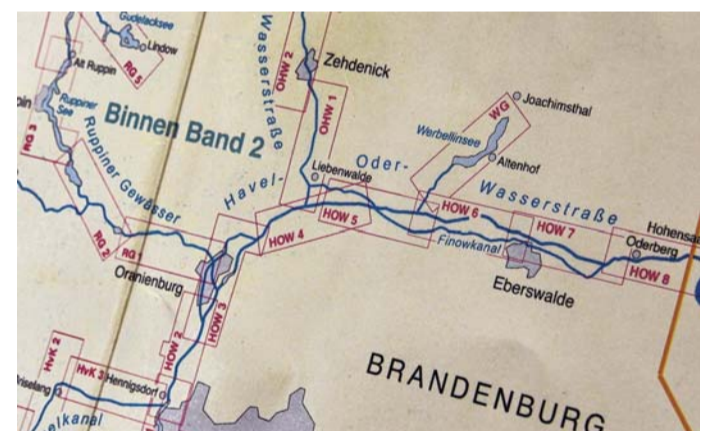 Gudelacksee
Lindow
Alt Ruppin
RG 5
Ruppiner
See
RG 3
Binnen Band 2
Ruppiner Gewässer
RG 2
RG 1
Oranienburg
Wasserstraße
OHW 2
Zehdenick
OHW 1
Liebenwalde
Havel-
Oder-
Wasserstraße
WG
Joachimsthal
Werbellinsee
Altenhof
HOW 4
HOW 5
HOW 6
HOW 7
HOW 8
Finowkanal
Oderberg
Eberswalde
HOW 3
HOW 2
HvK 2
HvK 3
Hennigsdorf
BRANDENBURG